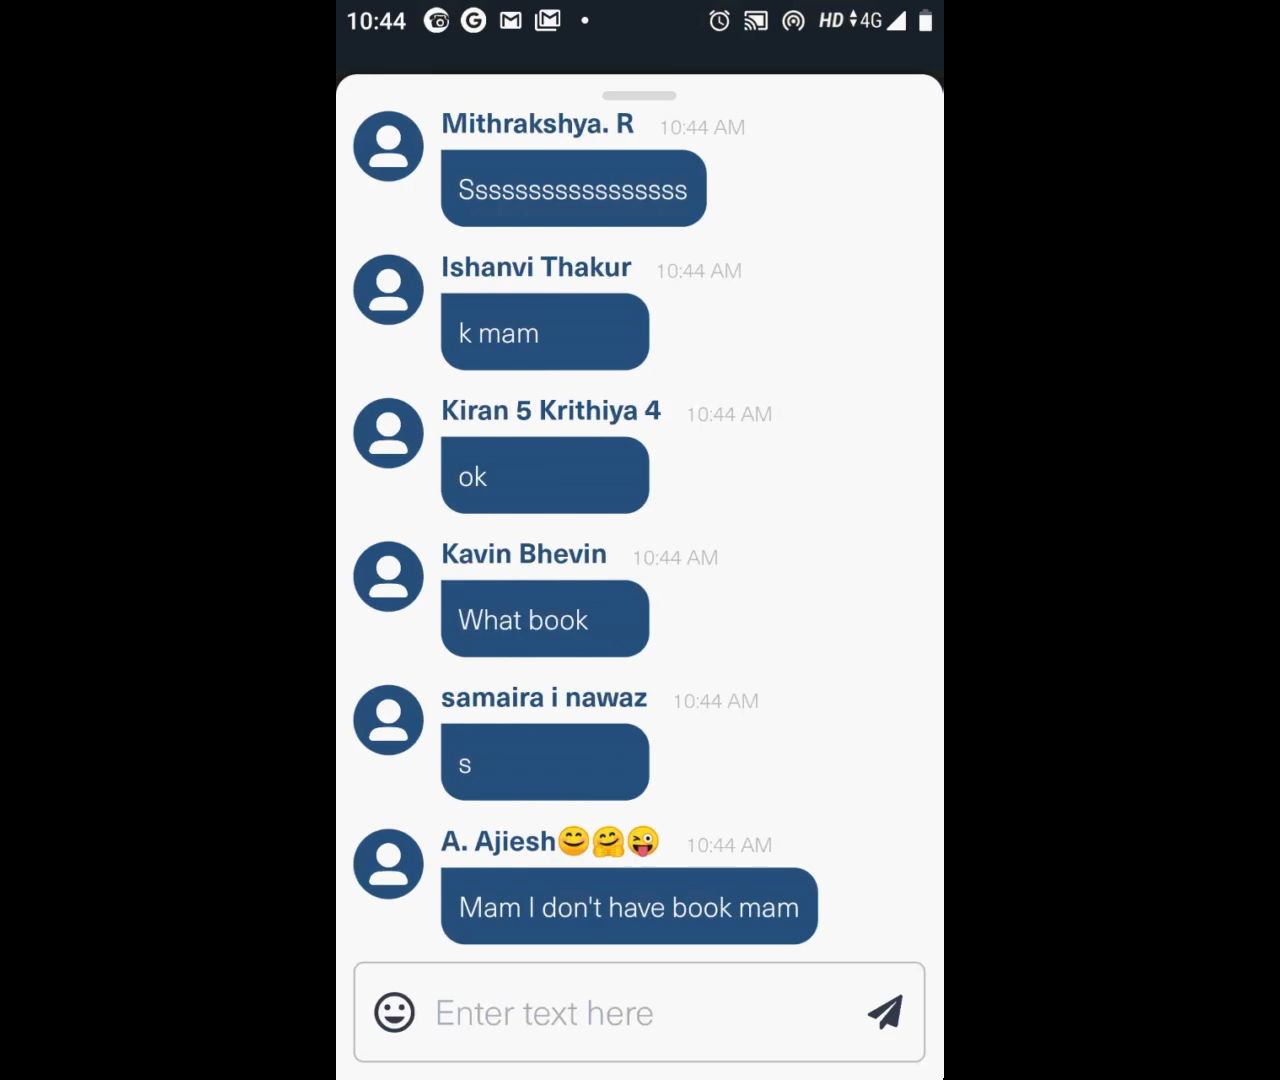 10:44 HD 4G
Mithrakshya. R 10:44 AM
Sssssssssssssssss
Ishanvi Thakur 10:44 AM
k mam
Kiran 5 Krithiya 4 10:44 AM
ok
Kavin Bhevin 10:44 AM
What book
samaira i nawaz 10:44 AM
s
A. Ajiesh😊🤗😜 10:44 AM
Mam I don't have book mam
Enter text here